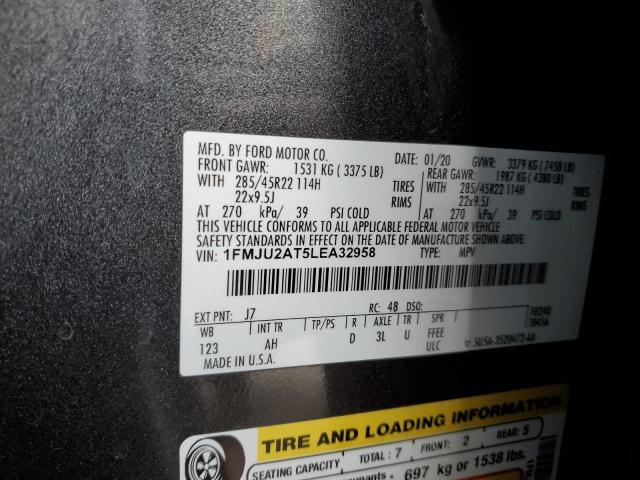 MFD. BY FORD MOTOR CO.
DATE: 01/20 GVWR: 3379 KG ( 7450 LB)
FRONT GAWR: 1531 KG ( 3375 LB) REAR GAWR: 1987 KG ( 4380 LB)
WITH 285/45R22 114H TIRES WITH 285/45R22 114H TIRES
22x9.5J RIMS 22x9.5J RIMS
AT 270 kPa/ 39 PSI COLD AT 270 kPa/ 39 PSI COLD
THIS VEHICLE CONFORMS TO ALL APPLICABLE FEDERAL MOTOR VEHICLE
SAFETY STANDARDS IN EFFECT ON THE DATE OF MANUFACTURE SHOWN ABOVE.
VIN: 1FMJU2AT5LEA32958 TYPE: MPV
EXT PNT: J7 RC: 48 DSO:
WB INT TR TP/PS R AXLE TR SPR
123 AH D 3L U FFEE
ULC
MADE IN U.S.A.
TIRE AND LOADING INFORMATION
SEATING CAPACITY TOTAL: 7 FRONT: 2 REAR: 5
697 kg or 1538 lbs.